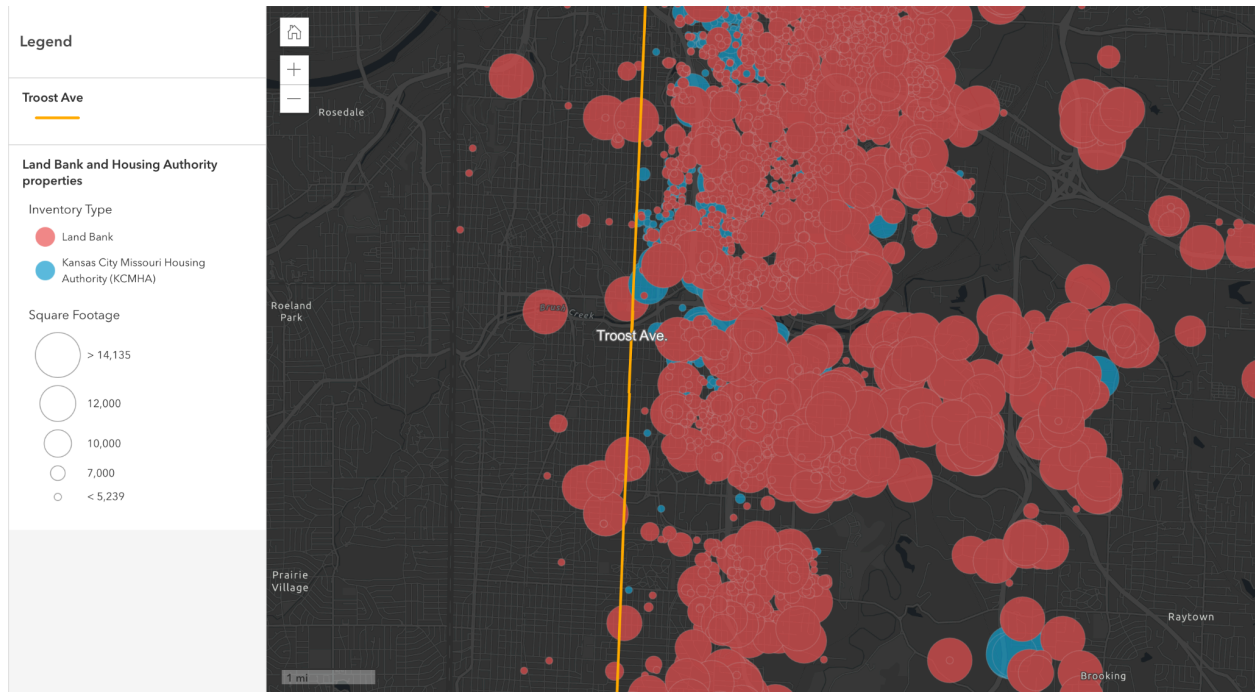 Legend
Troost Ave
Land Bank and Housing Authority
properties
Inventory Type
Land Bank
Kansas City Missouri Housing
Authority (KCMHA)
Square Footage
> 14,135
12,000
10,000
7,000
< 5,239
+
−
Rosedale
Roeland
Park
Brush Creek
Troost Ave.
Prairie
Village
Raytown
Brooking
1 mi